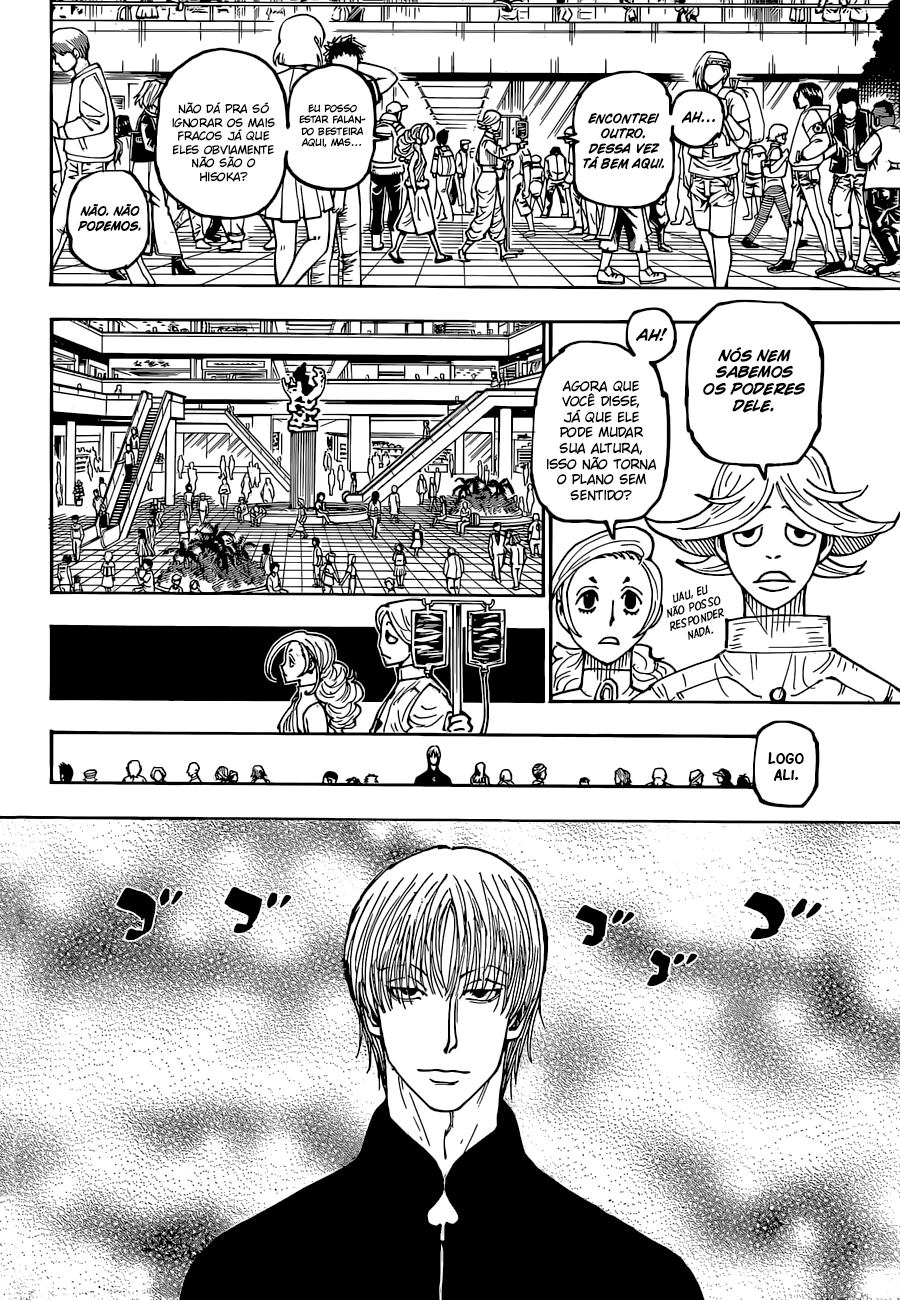 AH...
ENCONTREI
OUTRO.
DESSA VEZ
TÁ BEM AQUI.
EU POSSO
ESTAR FALAN-
DO BESTEIRA
AQUI, MAS...
NÃO DÁ PRA SÓ
IGNORAR OS MAIS
FRACOS JÁ QUE
ELES OBVIAMENTE
NÃO SÃO O
HISOKA?
NÃO. NÃO
PODEMOS.
NÓS NEM
SABEMOS
OS PODERES
DELE.
AH!
AGORA QUE
VOCÊ DISSE,
JÁ QUE ELE
PODE MUDAR
SUA ALTURA,
ISSO NÃO TORNA
O PLANO SEM
SENTIDO?
UAU, EU
NÃO POSSO
RESPONDER
NADA.
LOGO
ALI.
ゴ
ゴ
ゴ
ゴ
ゴ